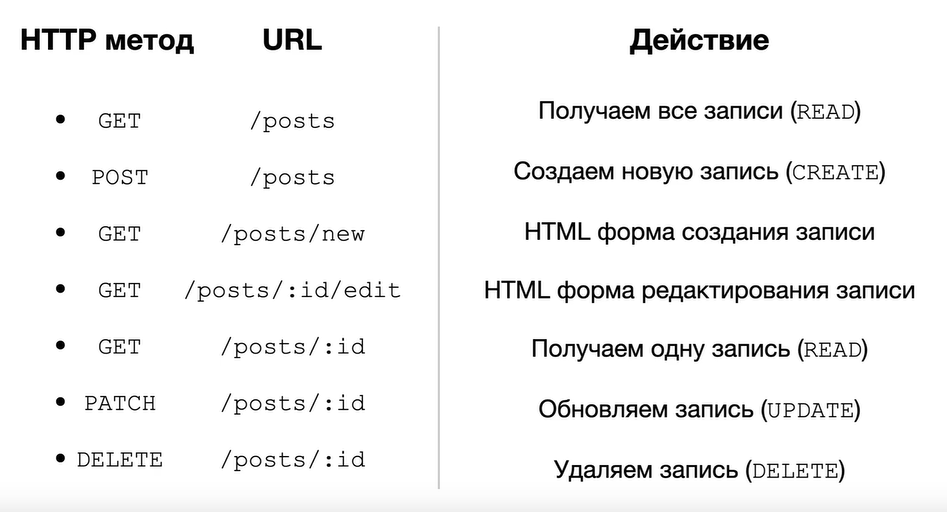 HTTP метод URL Действие
• GET /posts Получаем все записи (READ)
• POST /posts Создаем новую запись (CREATE)
• GET /posts/new HTML форма создания записи
• GET /posts/:id/edit HTML форма редактирования записи
• GET /posts/:id Получаем одну запись (READ)
• PATCH /posts/:id Обновляем запись (UPDATE)
• DELETE /posts/:id Удаляем запись (DELETE)